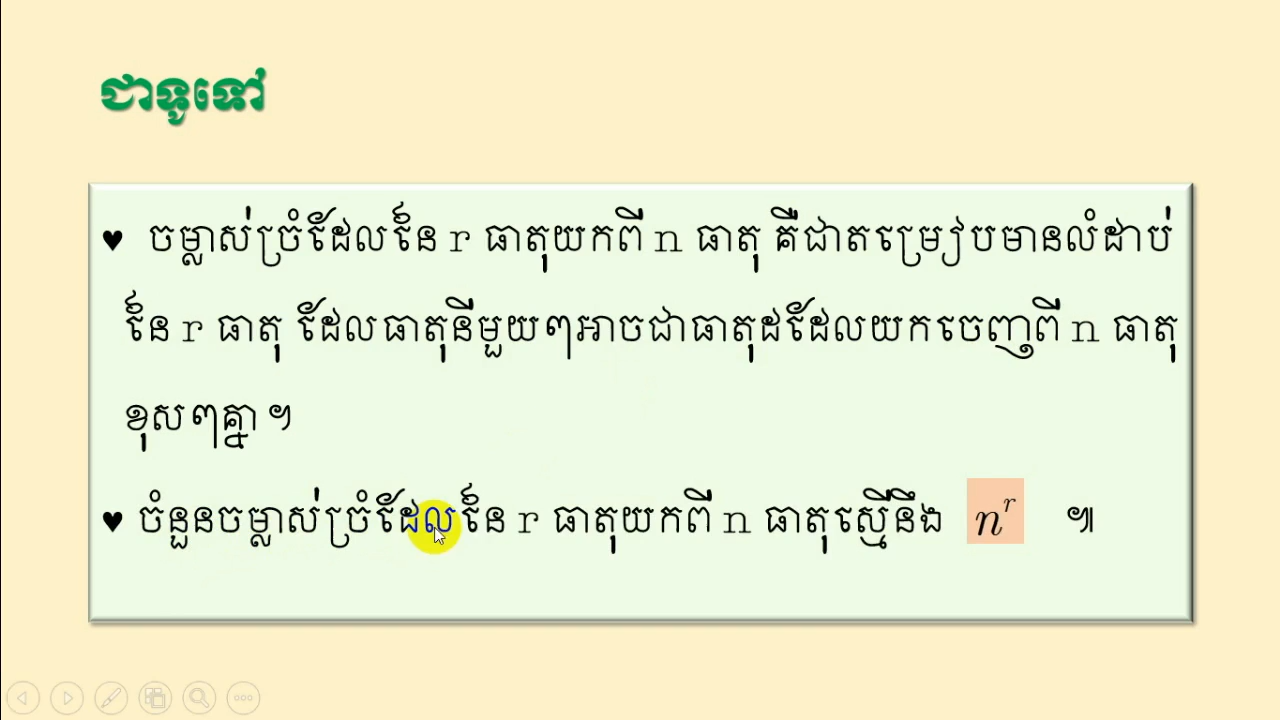 ជាទូទៅ
♥ ចម្លាស់ច្រំដែលនៃ r ធាតុយកពី n ធាតុ គឺជាតម្រៀបមានលំដាប់
នៃ r ធាតុ ដែលធាតុនីមួយៗអាចជាធាតុដដែលយកចេញពី n ធាតុ
ខុសៗគ្នា។
♥ ចំនួនចម្លាស់ច្រំដែលនៃ r ធាតុយកពី n ធាតុស្មើនឹង n^r ៕